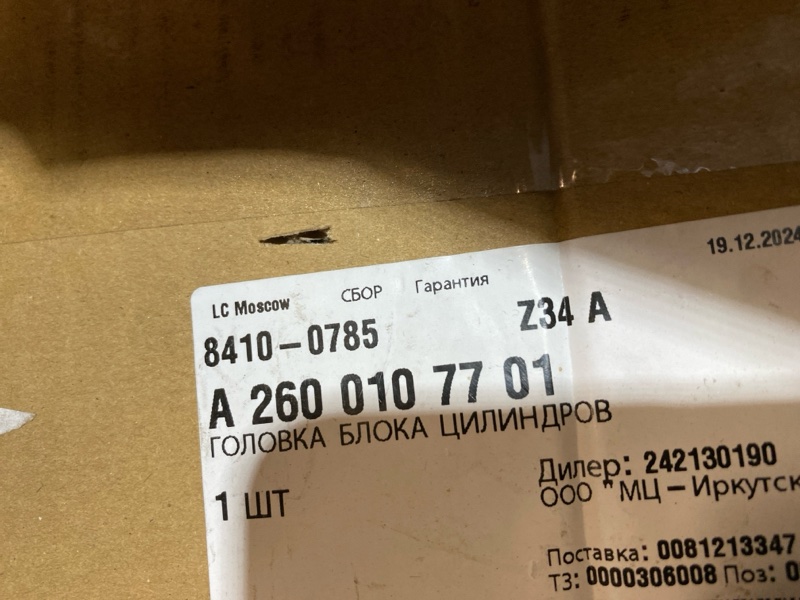 19.12.2024
LC Moscow СБОР Гарантия
8410-0785 Z34 A
A 260 010 77 01
ГОЛОВКА БЛОКА ЦИЛИНДРОВ
1 ШТ
Дилер: 242130190
ООО "МЦ-Иркутск
Поставка: 0081213347
ТЗ: 0000306008 Поз: 0